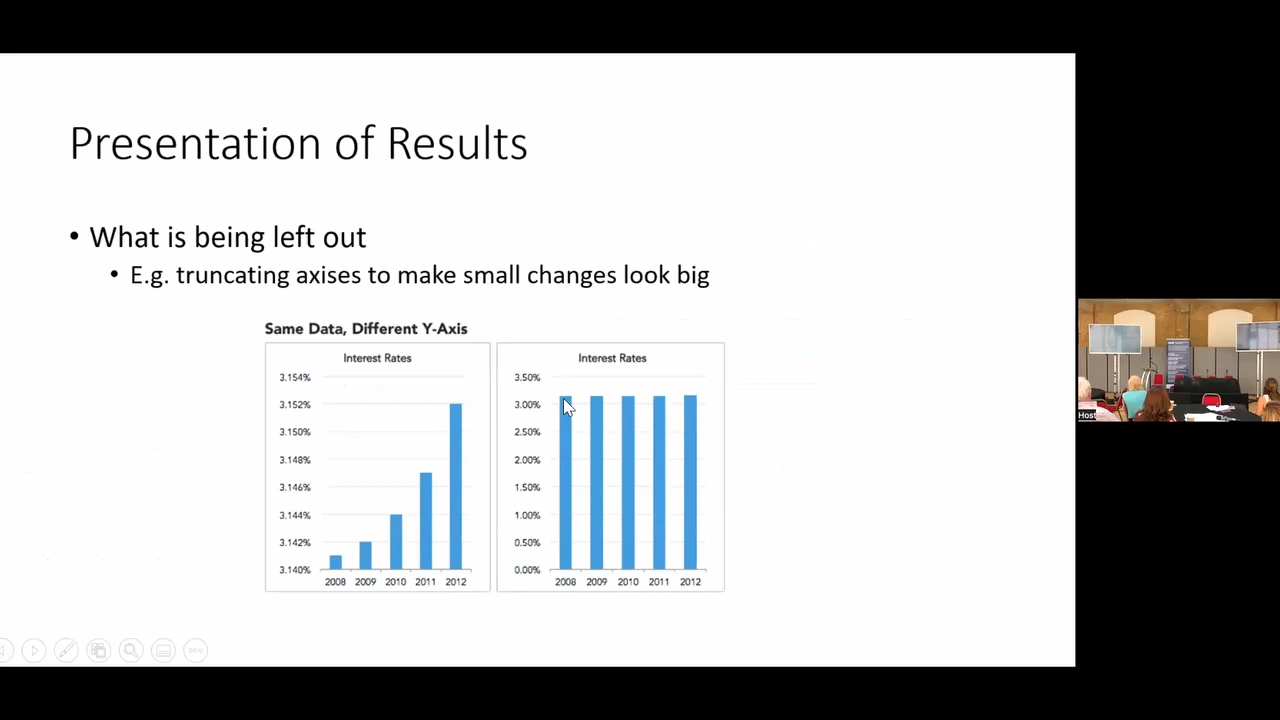 Presentation of Results
• What is being left out
• E.g. truncating axises to make small changes look big
Same Data, Different Y-Axis
Interest Rates
3.154%
3.152%
3.150%
3.148%
3.146%
3.144%
3.142%
3.140%
2008 2009 2010 2011 2012
Interest Rates
3.50%
3.00%
2.50%
2.00%
1.50%
1.00%
0.50%
0.00%
2008 2009 2010 2011 2012
Host